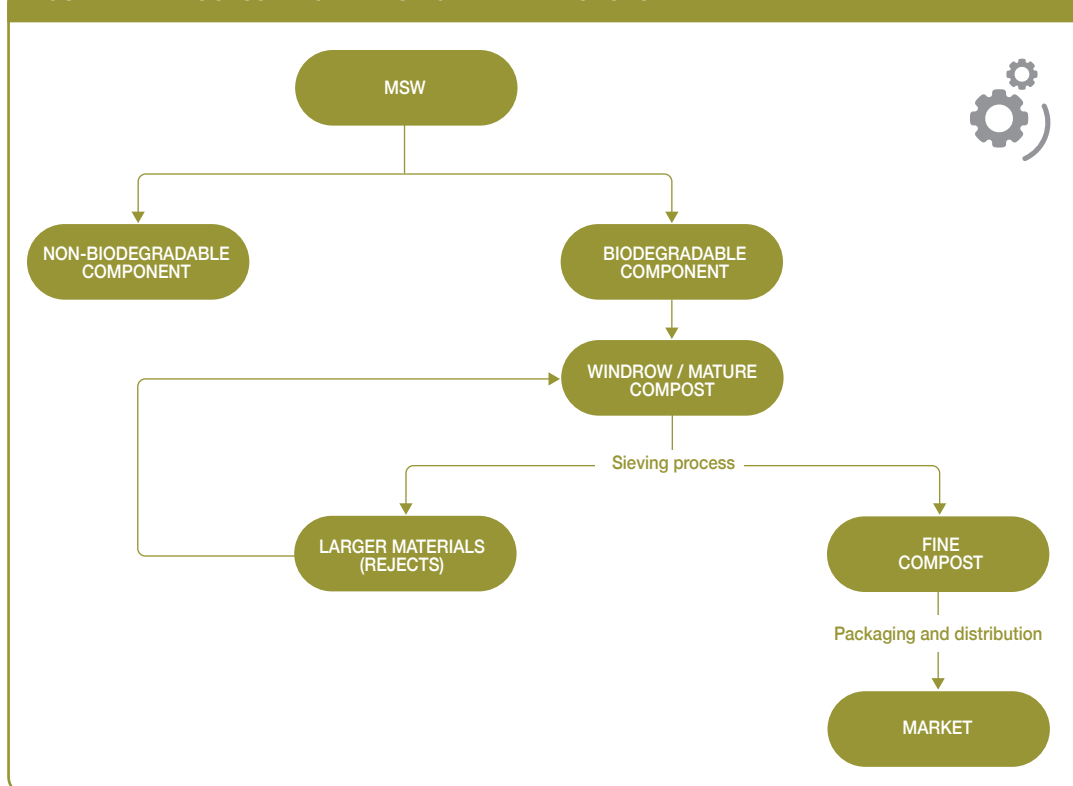 MSW
NON-BIODEGRADABLE
COMPONENT
BIODEGRADABLE
COMPONENT
WINDROW / MATURE
COMPOST
Sieving process
LARGER MATERIALS
(REJECTS)
FINE
COMPOST
Packaging and distribution
MARKET